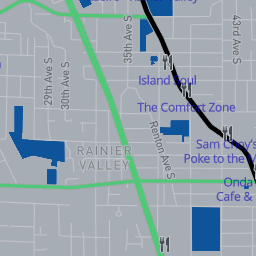 35th Ave S
43rd Ave S
Island Soul
29th Ave S
30th Ave S
The Comfort Zone
Renton Ave S
Sam Choy's
Poke to the
RAINIER
VALLEY
Onda
Cafe &